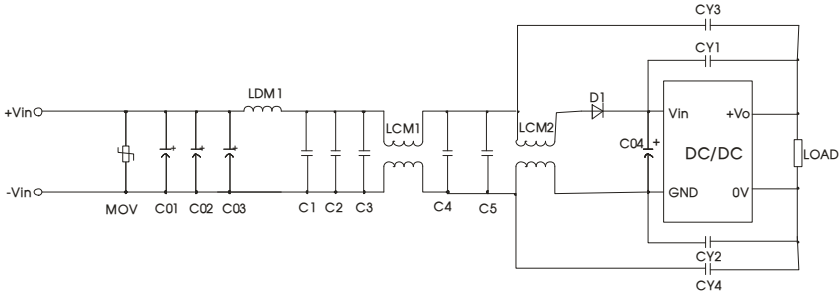 CY3
CY1
LDM1
D1
+Vin
LCM1
LCM2
Vin
+Vo
C04
+
+
+
+
DC/DC
LOAD
-Vin
GND
0V
MOV
C01
C02
C03
C1
C2
C3
C4
C5
CY2
CY4